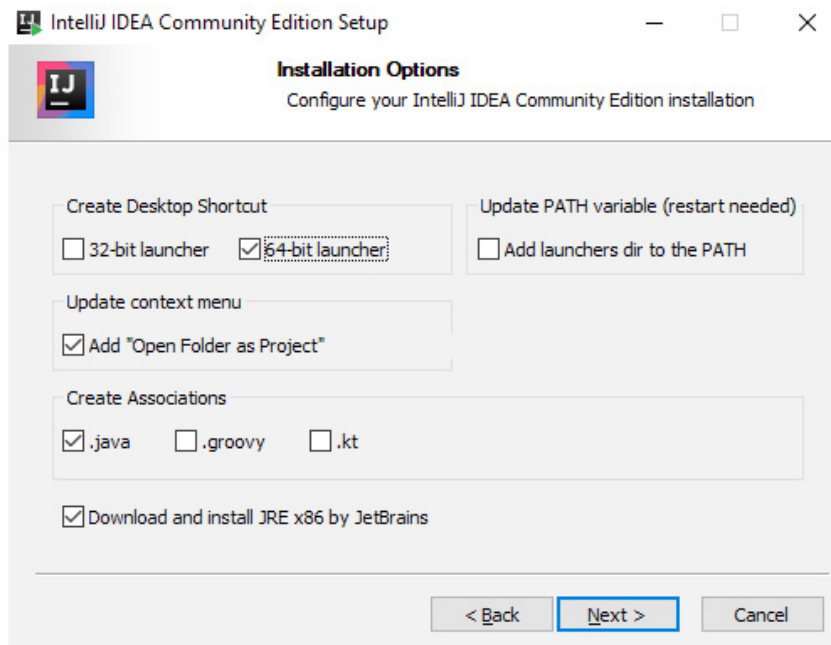 IntelliJ IDEA Community Edition Setup
IJ
Installation Options
Configure your IntelliJ IDEA Community Edition installation
Create Desktop Shortcut
32-bit launcher 64-bit launcher
Update PATH variable (restart needed)
Add launchers dir to the PATH
Update context menu
Add "Open Folder as Project"
Create Associations
.java .groovy .kt
Download and install JRE x86 by JetBrains
< Back Next > Cancel